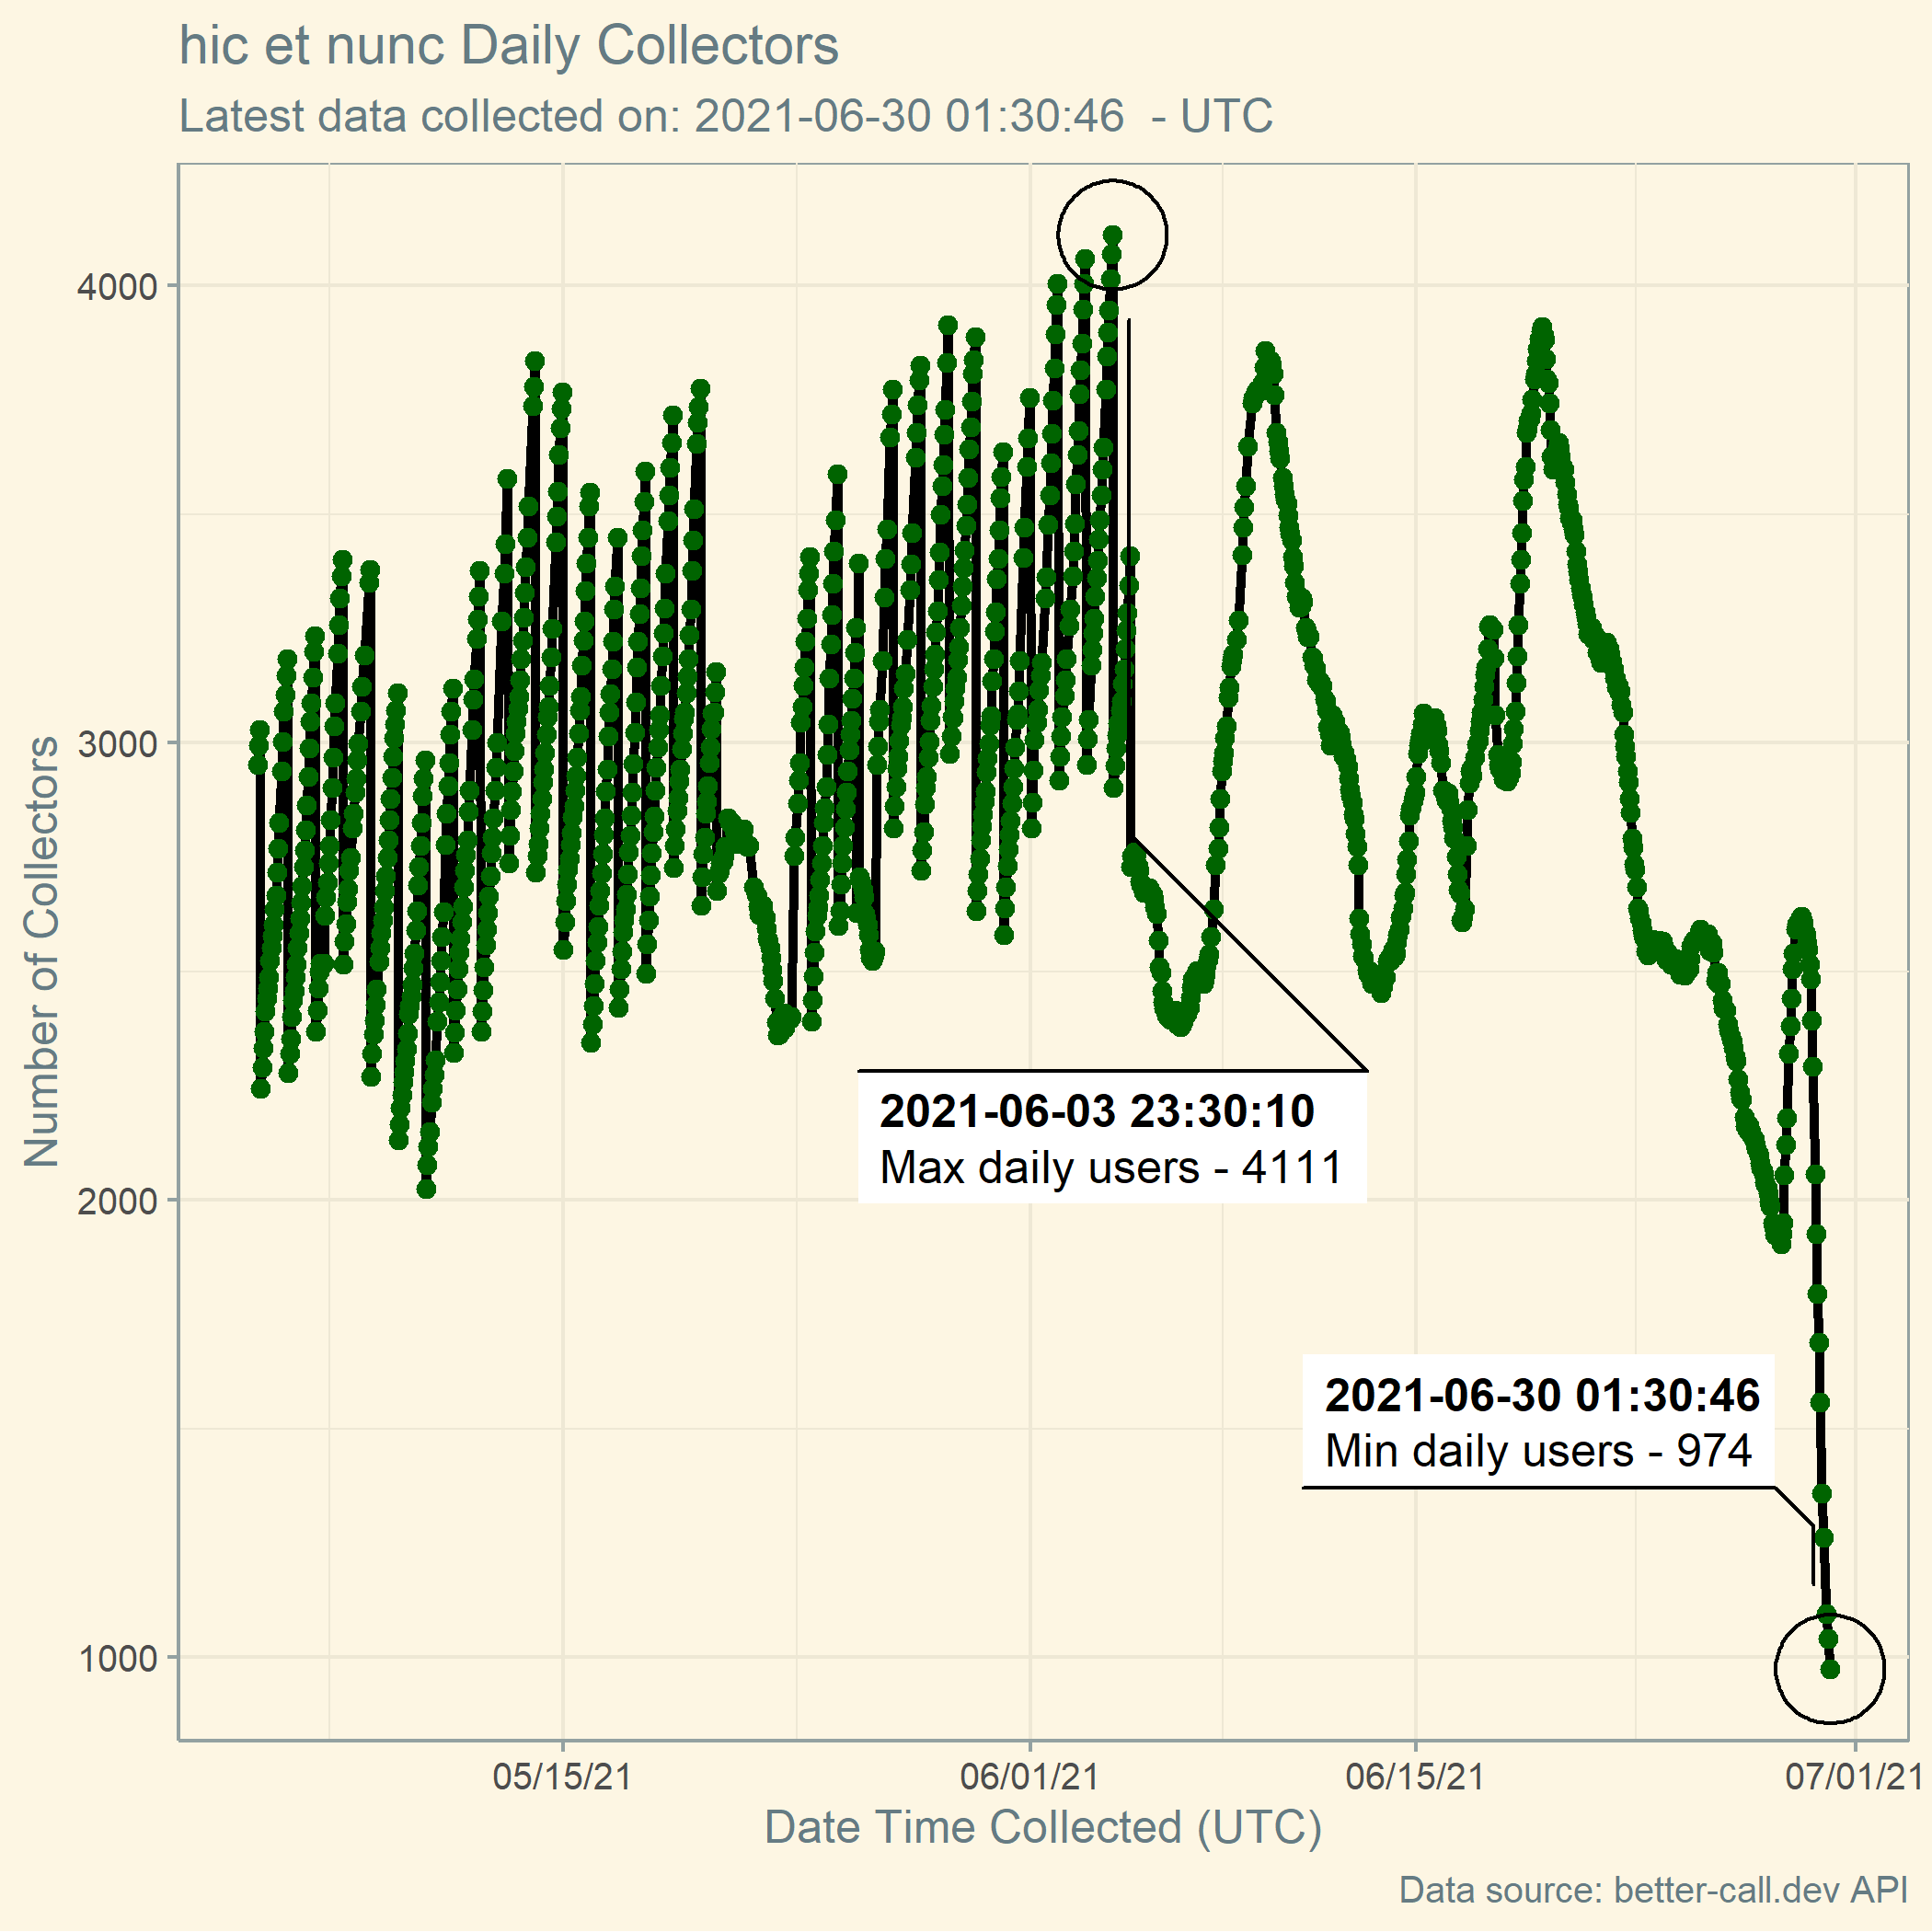 hic et nunc Daily Collectors
Latest data collected on: 2021-06-30 01:30:46  - UTC
Number of Collectors
4000
3000
2000
1000
2021-06-03 23:30:10
Max daily users - 4111
2021-06-30 01:30:46
Min daily users - 974
05/15/21
06/01/21
06/15/21
07/01/21
Date Time Collected (UTC)
Data source: better-call.dev API